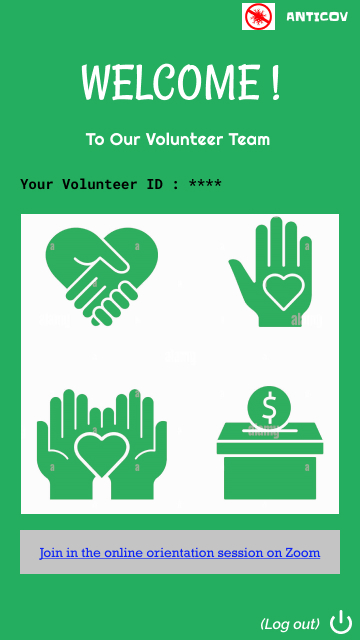 ANTICOV
WELCOME !
To Our Volunteer Team
Your Volunteer ID : ****
$
Join in the online orientation session on Zoom
(Log out)